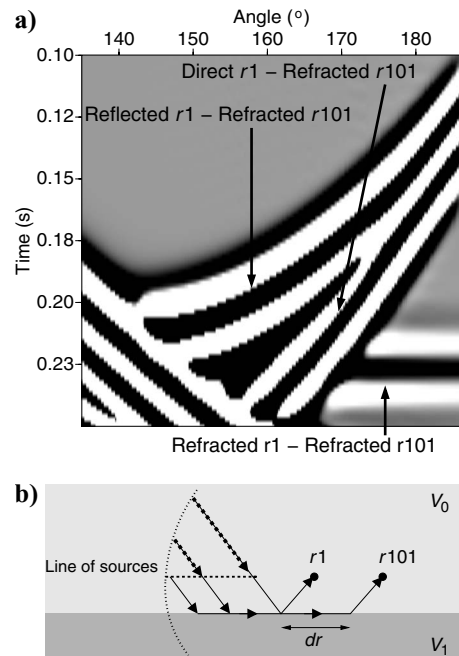 a)
Angle (o)
140 150 160 170 180
0.10
0.12
0.15
0.18
0.20
0.23
Time (s)
Direct r1 – Refracted r101
Reflected r1 – Refracted r101
Refracted r1 – Refracted r101
b)
V0
Line of sources
r1
r101
dr
V1